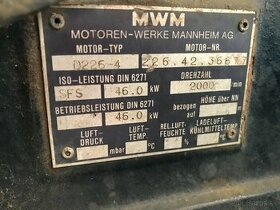 MWM
MOTOREN-WERKE MANNHEIM AG
MOTOR-TYP MOTOR-NR.
D226-4 226.42.366
ISO-LEISTUNG DIN 6271 DREHZAHL
SFS 46.0 kW 2000 min
BETRIEBSLEISTUNG DIN 6271 bezogen auf HÖHE über NN
46.0 kW m
LUFT-DRUCK LUFT-TEMP. REL.LUFT-FEUCHTE LADELUFT-KÜHLMITTELTEMP.
mbar °C % °C